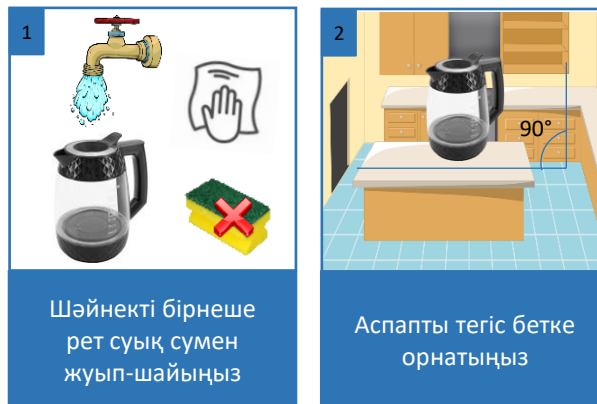 1
Шәйнекті бірнеше
рет суық сумен
жуып-шайыңыз
2
90°
Аспапты тегіс бетке
орнатыңыз